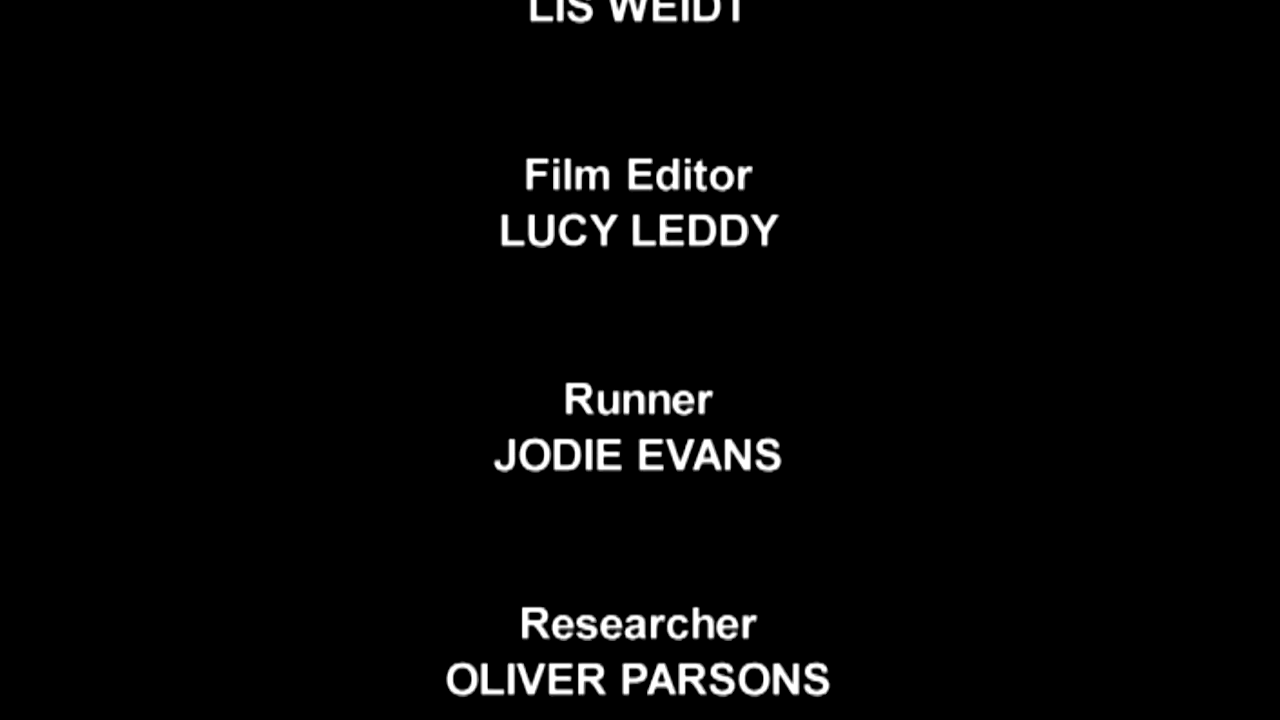 LIS WEIDT
Film Editor
LUCY LEDDY
Runner
JODIE EVANS
Researcher
OLIVER PARSONS